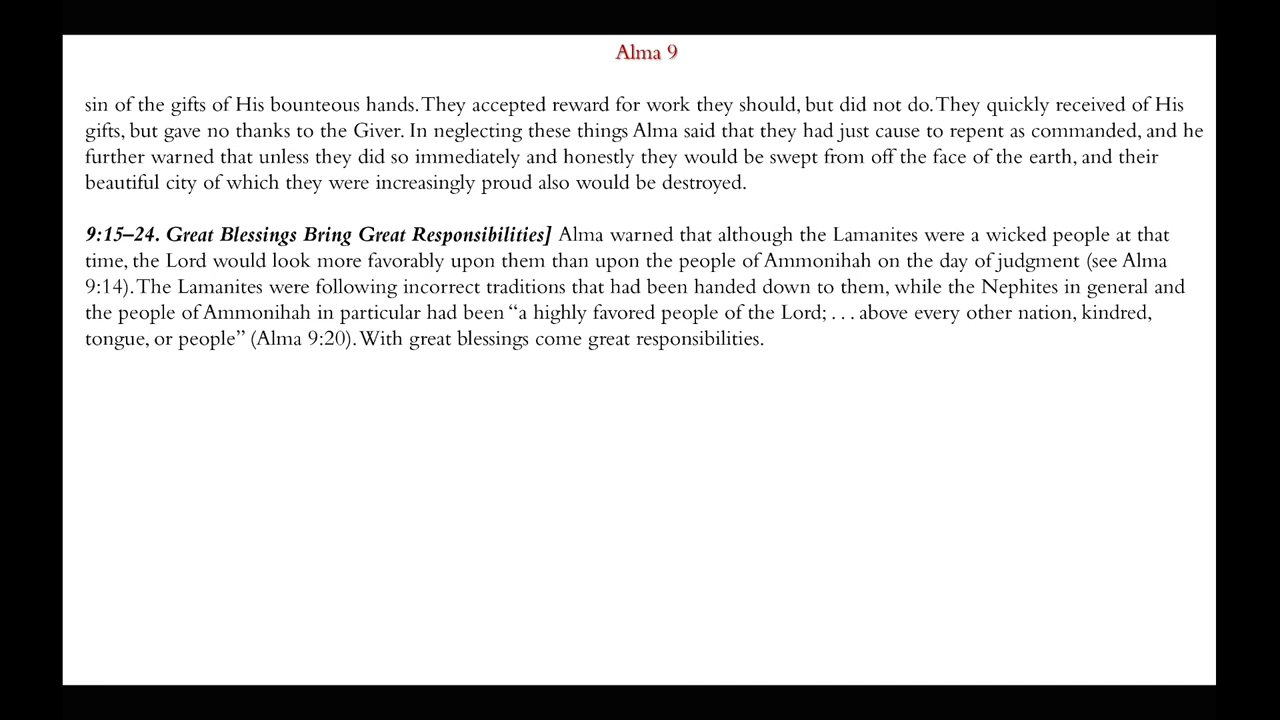 Alma 9
sin of the gifts of His bounteous hands. They accepted reward for work they should, but did not do. They quickly received of His
gifts, but gave no thanks to the Giver. In neglecting these things Alma said that they had just cause to repent as commanded, and he
further warned that unless they did so immediately and honestly they would be swept from off the face of the earth, and their
beautiful city of which they were increasingly proud also would be destroyed.
9:15–24. Great Blessings Bring Great Responsibilities] Alma warned that although the Lamanites were a wicked people at that
time, the Lord would look more favorably upon them than upon the people of Ammonihah on the day of judgment (see Alma
9:14). The Lamanites were following incorrect traditions that had been handed down to them, while the Nephites in general and
the people of Ammonihah in particular had been “a highly favored people of the Lord; . . . above every other nation, kindred,
tongue, or people” (Alma 9:20). With great blessings come great responsibilities.